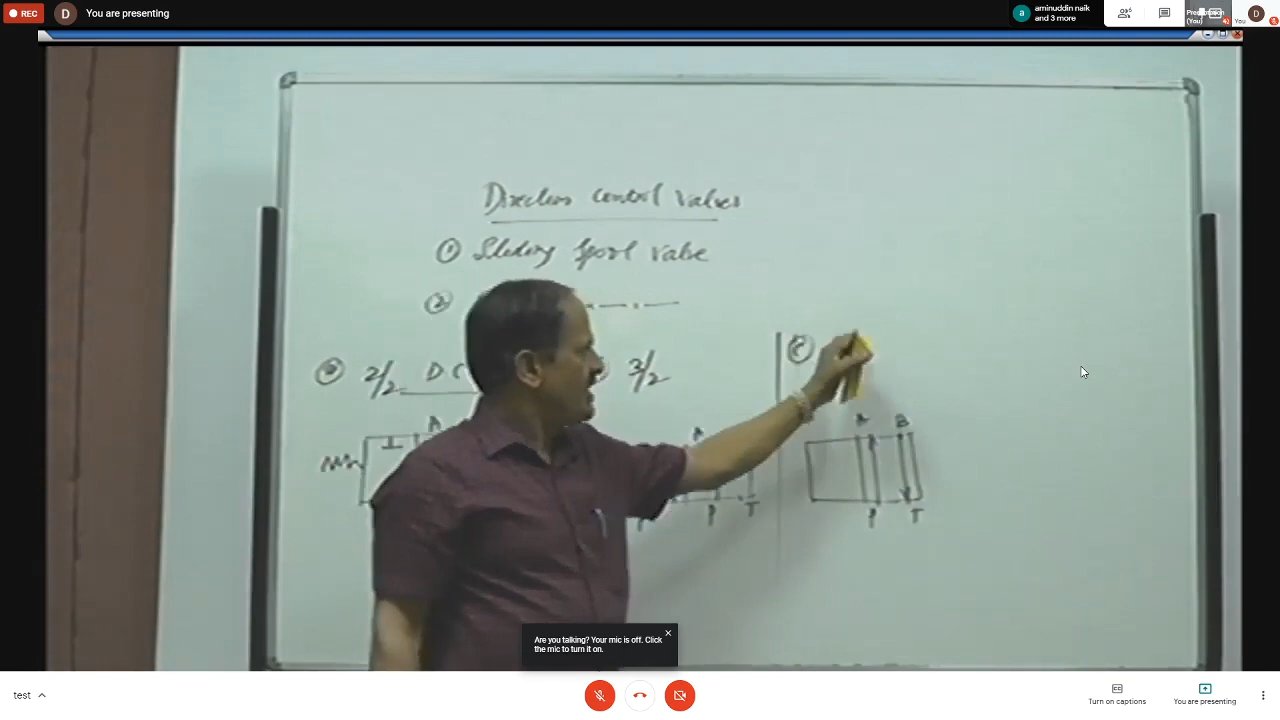 REC
D
You are presenting
a
aminuddin naik
and 3 more
6
(You)
You
D
Direction control valves
① Sliding spool valve
②
2/2 DC
3/2
A
A
A B
P
T
P
T
Are you talking? Your mic is off. Click
the mic to turn it on.
test
Turn on captions
You are presenting